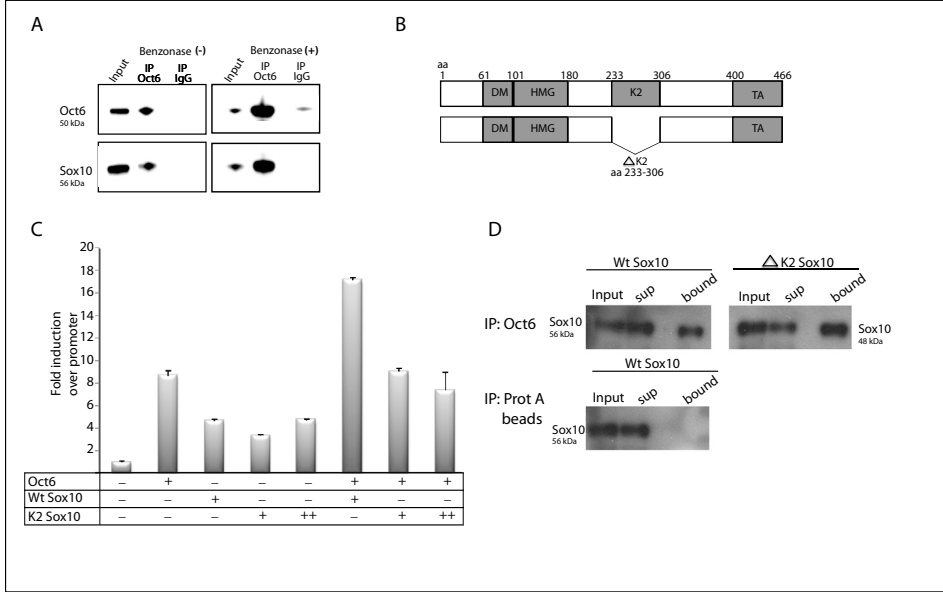 A
Benzonase (-)
Benzonase (+)
Input
IP
Oct6
IP
IgG
Input
IP
Oct6
IP
IgG
Oct6
50 kDa
Sox10
56 kDa
B
aa
1 61 101 180 233 306 400 466
DM HMG K2 TA
DM HMG TA
△K2
aa 233-306
C
Fold induction
over promoter
20
18
16
14
12
10
8
6
4
2
Oct6 – + – – – + + +
Wt Sox10 – – + – – + – –
K2 Sox10 – – – + ++ – + ++
D
Wt Sox10
△ K2 Sox10
Input sup bound
Input sup bound
IP: Oct6
Sox10
56 kDa
Sox10
48 kDa
Wt Sox10
Input sup bound
IP: Prot A
beads
Sox10
56 kDa